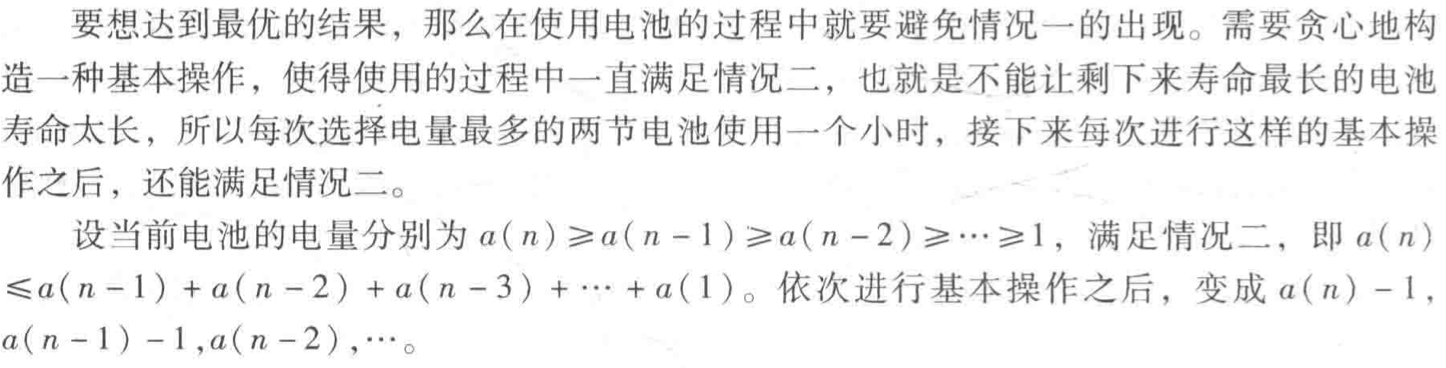 要想达到最优的结果，那么在使用电池的过程中就要避免情况一的出现。需要贪心地构
造一种基本操作，使得使用的过程中一直满足情况二，也就是不能让剩下来寿命最长的电池
寿命太长，所以每次选择电量最多的两节电池使用一个小时，接下来每次进行这样的基本操
作之后，还能满足情况二。
设当前电池的电量分别为 a(n)≥a(n-1)≥a(n-2)≥…≥1，满足情况二，即 a(n)
≤a(n-1)+a(n-2)+a(n-3)+…+a(1)。依次进行基本操作之后，变成 a(n)-1,
a(n-1)-1,a(n-2),…。